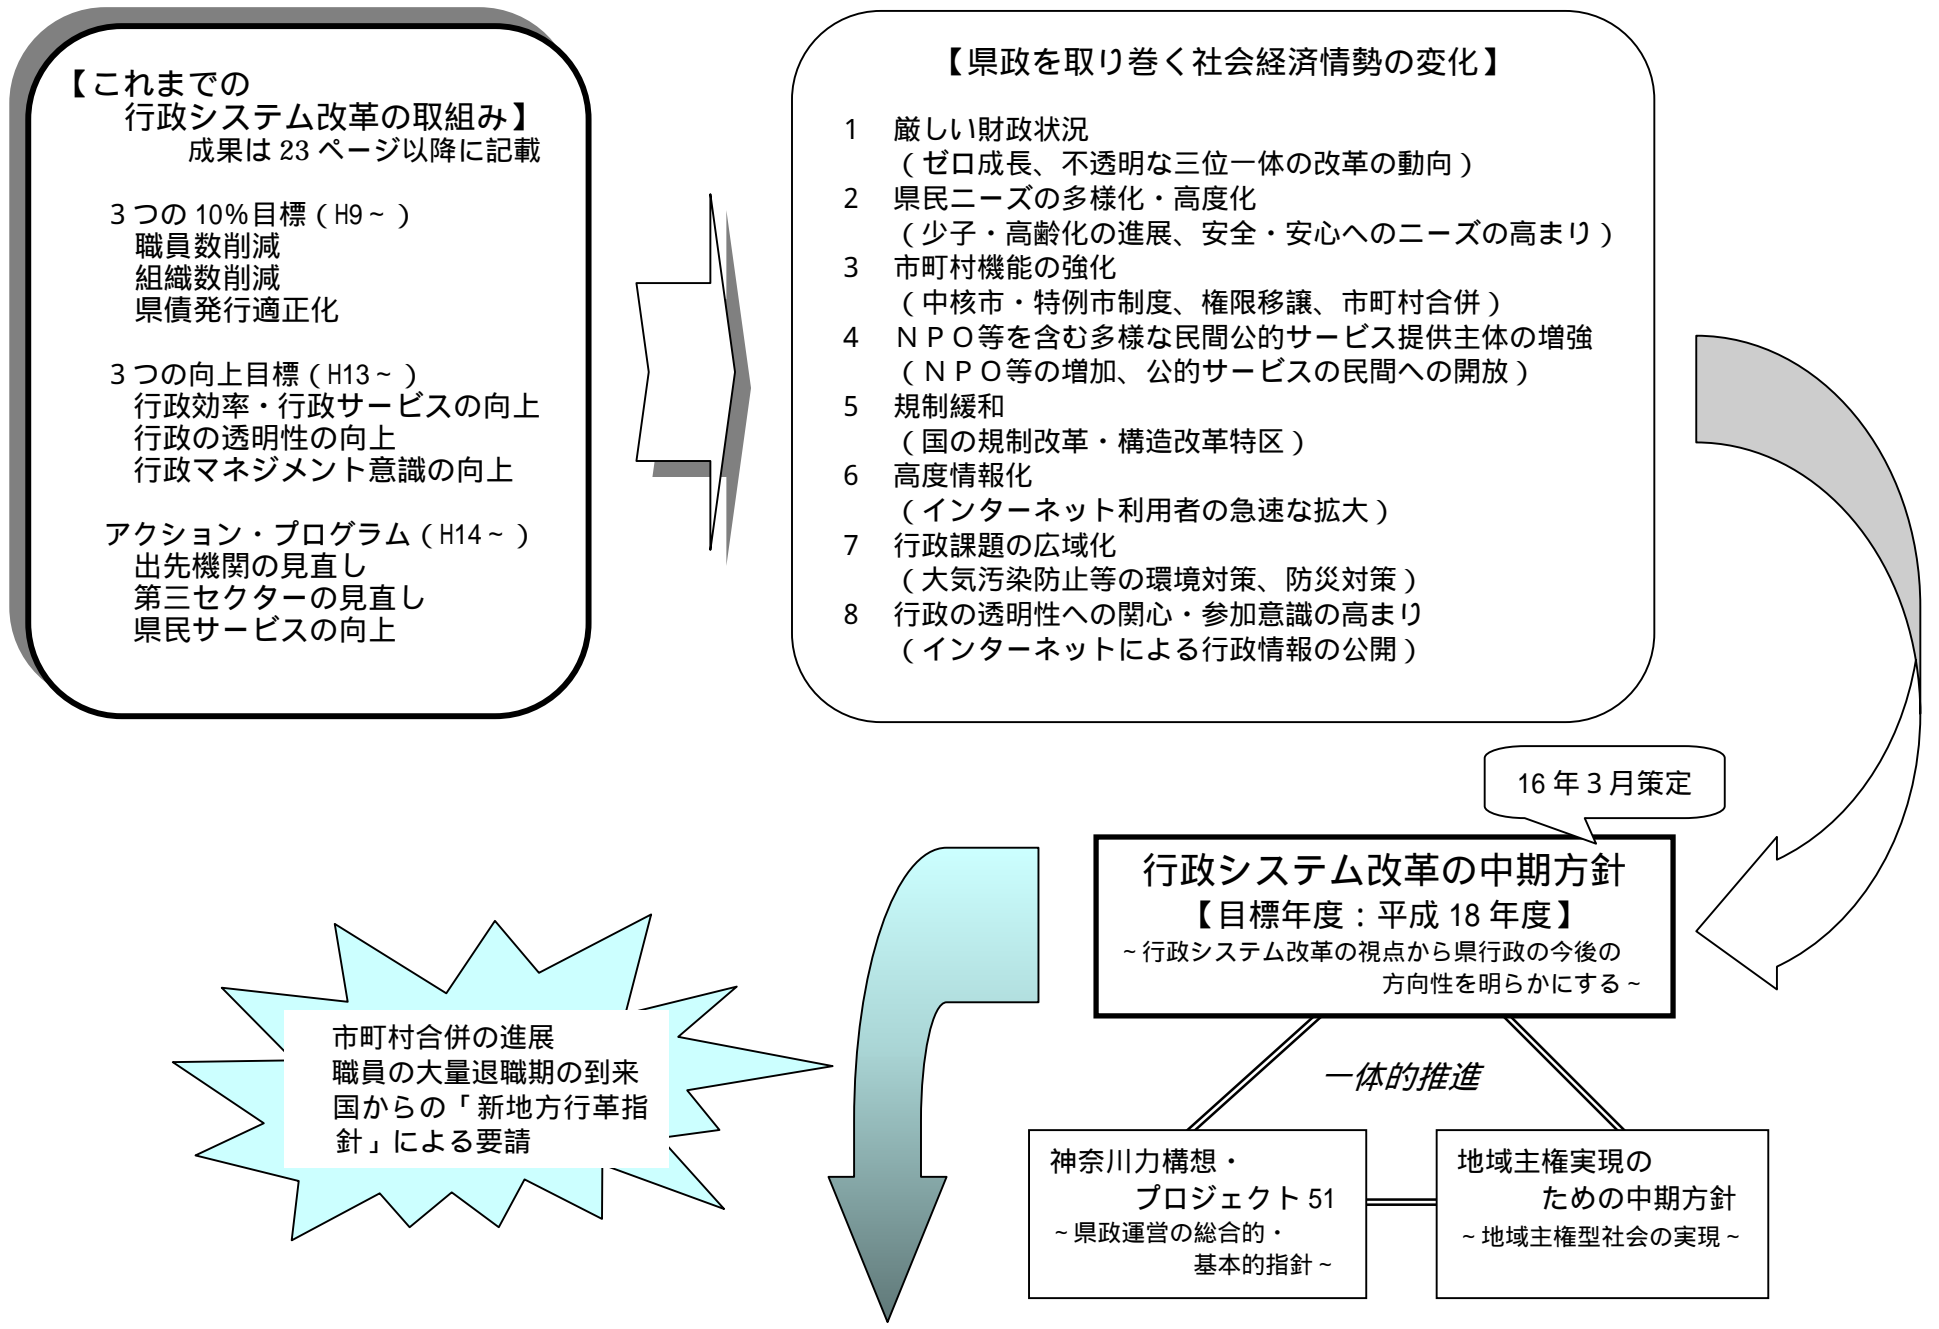 【これまでの
行政システム改革の取組み】
成果は 23 ページ以降に記載
３つの 10％目標（H9～）
職員数削減
組織数削減
県債発行適正化
３つの向上目標（H13～）
行政効率・行政サービスの向上
行政の透明性の向上
行政マネジメント意識の向上
アクション・プログラム（H14～）
出先機関の見直し
第三セクターの見直し
県民サービスの向上
【県政を取り巻く社会経済情勢の変化】
1　厳しい財政状況
（ゼロ成長、不透明な三位一体の改革の動向）
2　県民ニーズの多様化・高度化
（少子・高齢化の進展、安全・安心へのニーズの高まり）
3　市町村機能の強化
（中核市・特例市制度、権限移譲、市町村合併）
4　ＮＰＯ等を含む多様な民間公的サービス提供主体の増強
（ＮＰＯ等の増加、公的サービスの民間への開放）
5　規制緩和
（国の規制改革・構造改革特区）
6　高度情報化
（インターネット利用者の急速な拡大）
7　行政課題の広域化
（大気汚染防止等の環境対策、防災対策）
8　行政の透明性への関心・参加意識の高まり
（インターネットによる行政情報の公開）
16 年３月策定
行政システム改革の中期方針
【目標年度：平成 18 年度】
～行政システム改革の視点から県行政の今後の
方向性を明らかにする～
一体的推進
神奈川力構想・
プロジェクト 51
～県政運営の総合的・
基本的指針～
地域主権実現の
ための中期方針
～地域主権型社会の実現～
市町村合併の進展
職員の大量退職期の到来
国からの「新地方行革指
針」による要請